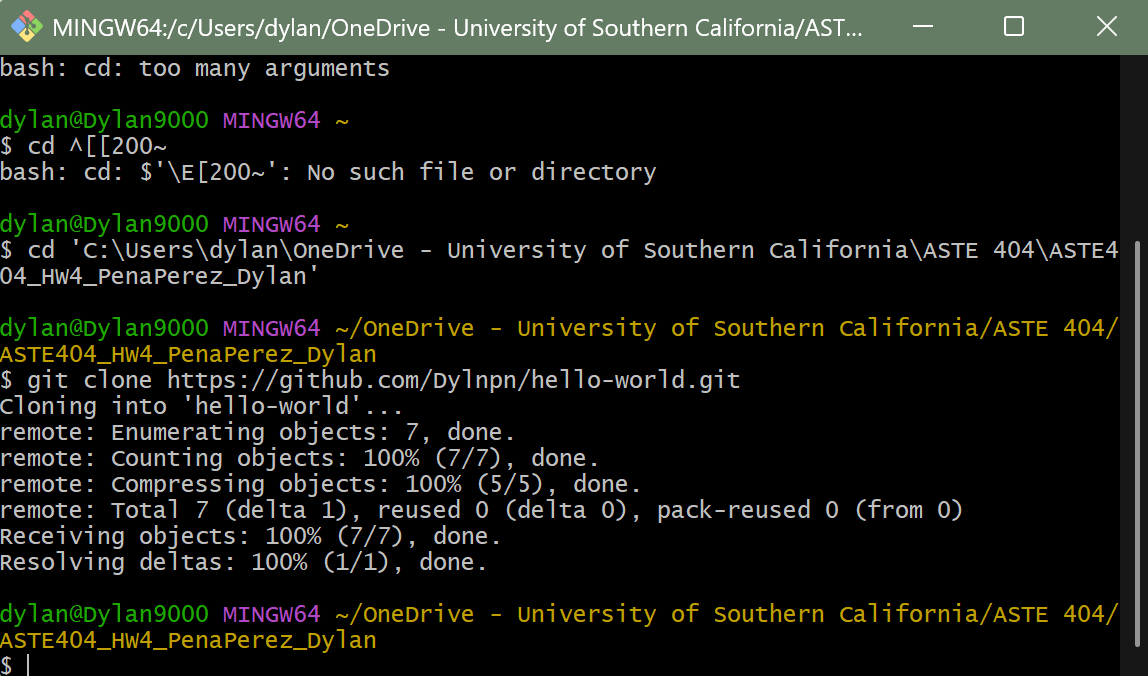 MINGW64:/c/Users/dylan/OneDrive - University of Southern California/AST...
bash: cd: too many arguments
dylan@Dylan9000 MINGW64 ~
$ cd ^[[200~
bash: cd: $'\E[200~': No such file or directory
dylan@Dylan9000 MINGW64 ~
$ cd 'C:\Users\dylan\OneDrive - University of Southern California\ASTE 404\ASTE4
04_HW4_PenaPerez_Dylan'
dylan@Dylan9000 MINGW64 ~/OneDrive - University of Southern California/ASTE 404/
ASTE404_HW4_PenaPerez_Dylan
$ git clone https://github.com/Dylnpn/hello-world.git
Cloning into 'hello-world'...
remote: Enumerating objects: 7, done.
remote: Counting objects: 100% (7/7), done.
remote: Compressing objects: 100% (5/5), done.
remote: Total 7 (delta 1), reused 0 (delta 0), pack-reused 0 (from 0)
Receiving objects: 100% (7/7), done.
Resolving deltas: 100% (1/1), done.
dylan@Dylan9000 MINGW64 ~/OneDrive - University of Southern California/ASTE 404/
ASTE404_HW4_PenaPerez_Dylan
$